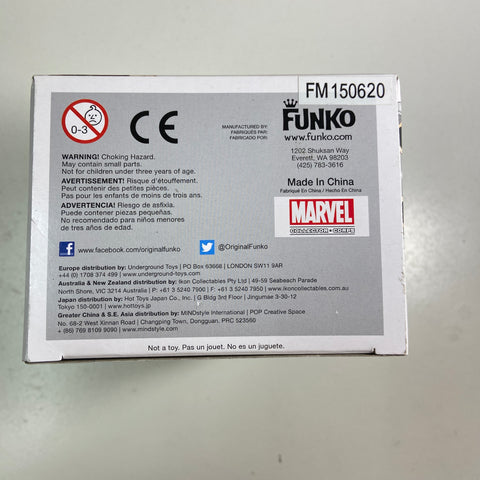 FM150620
0-3
CE
MANUFACTURED BY:
FABRIQUÉ PAR:
FABRICADO POR:
FUNKO
www.funko.com
1202 Shuksan Way
Everett, WA 98203
(425) 783-3616
WARNING! Choking Hazard.
May contain small parts.
Not for children under three years of age.
AVERTISSEMENT! Risque d'étouffement.
Peut contenir des petites pièces.
Pas pour les enfants de moins de trois ans.
ADVERTENCIA! Riesgo de asfixia.
Puede contener piezas pequeñas.
No recomendado para niños menores
de tres años de edad.
Made In China
Fabriqué En China / Hecho En China
MARVEL
COLLECTOR CORPS
www.facebook.com/originalfunko
@OriginalFunko
Europe distribution by: Underground Toys | PO Box 63668 | LONDON SW11 9AR
+44 (0) 1708 374 499 | www.underground-toys.com
Australia & New Zealand distribution by: Ikon Collectables Pty Ltd | 49-59 Seabeach Parade
North Shore, VIC 3214 Australia | P: +61 3 5240 7900 | F: +61 3 5240 7950 | www.ikoncollectables.com.au
Japan distribution by: Hot Toys Japan Co., Inc. | G Bldg 3rd Floor | Jingumae 3-30-12
Tokyo 150-0001 | www.hottoys.jp
Greater China & S.E. Asia distribution by: MINDstyle International | POP Creative Space
No. 68-2 West Xinnan Road | Changping Town, Dongguan, PRC 523560
+ (86) 769 8109 9090 | www.mindstyle.com
Not a toy. Pas un jouet. No es un juguete.